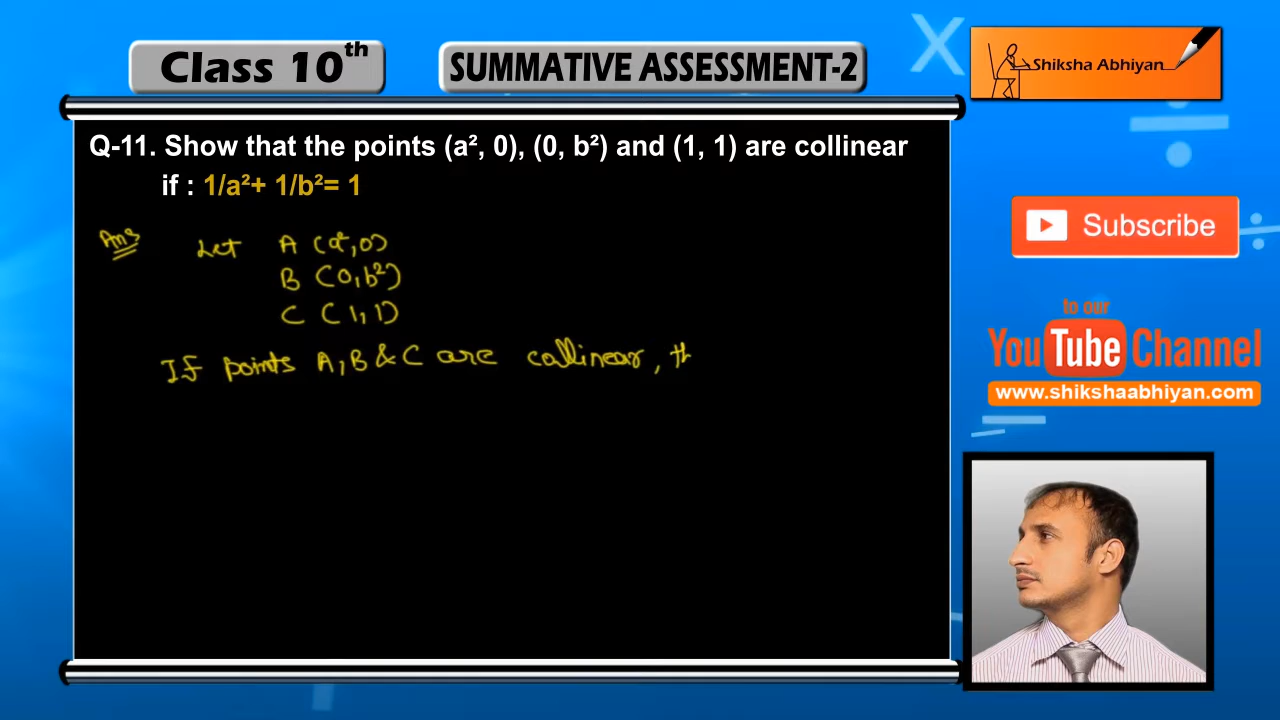 Class 10th
SUMMATIVE ASSESSMENT-2
Shiksha Abhiyan
Q-11. Show that the points (a², 0), (0, b²) and (1, 1) are collinear
if : 1/a²+ 1/b²= 1
Ans
Let A (a²,0)
B (0,b²)
C (1,1)
If points A,B & C are collinear, th
Subscribe
to our
YouTube Channel
www.shikshaabhiyan.com